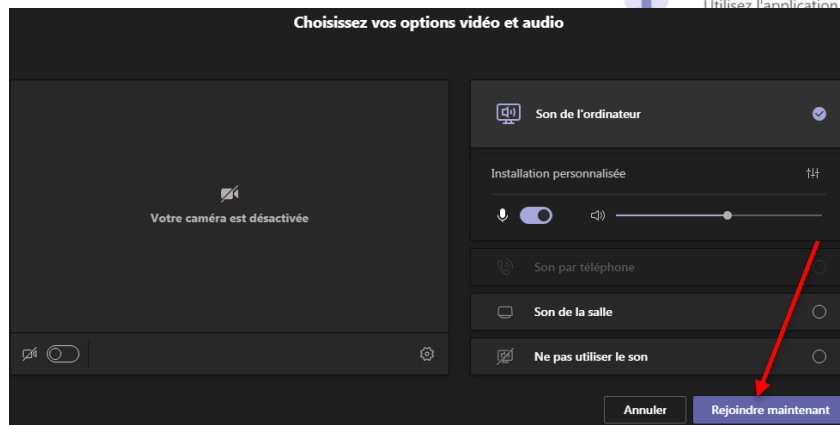 Utilisez l'application
Choisissez vos options vidéo et audio
Votre caméra est désactivée
Son de l'ordinateur
Installation personnalisée
Son par téléphone
Son de la salle
Ne pas utiliser le son
Annuler
Rejoindre maintenant